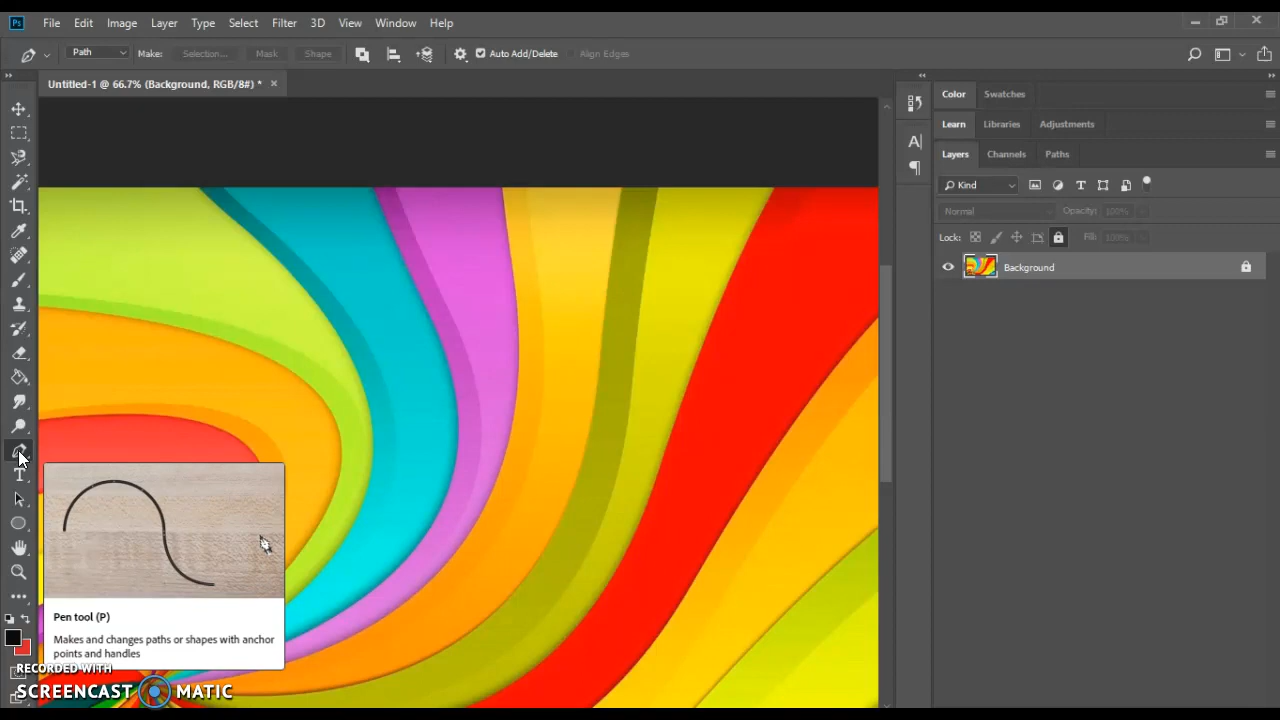 Ps File Edit Image Layer Type Select Filter 3D View Window Help
Path Make: Selection... Mask Shape Auto Add/Delete Align Edges
Untitled-1 @ 66.7% (Background, RGB/8#) * ×
Color Swatches
Learn Libraries Adjustments
Layers Channels Paths
Kind
Normal Opacity: 100%
Lock: Fill: 100%
Background
Pen tool (P)
Makes and changes paths or shapes with anchor
points and handles
RECORDED WITH
SCREENCAST MATIC